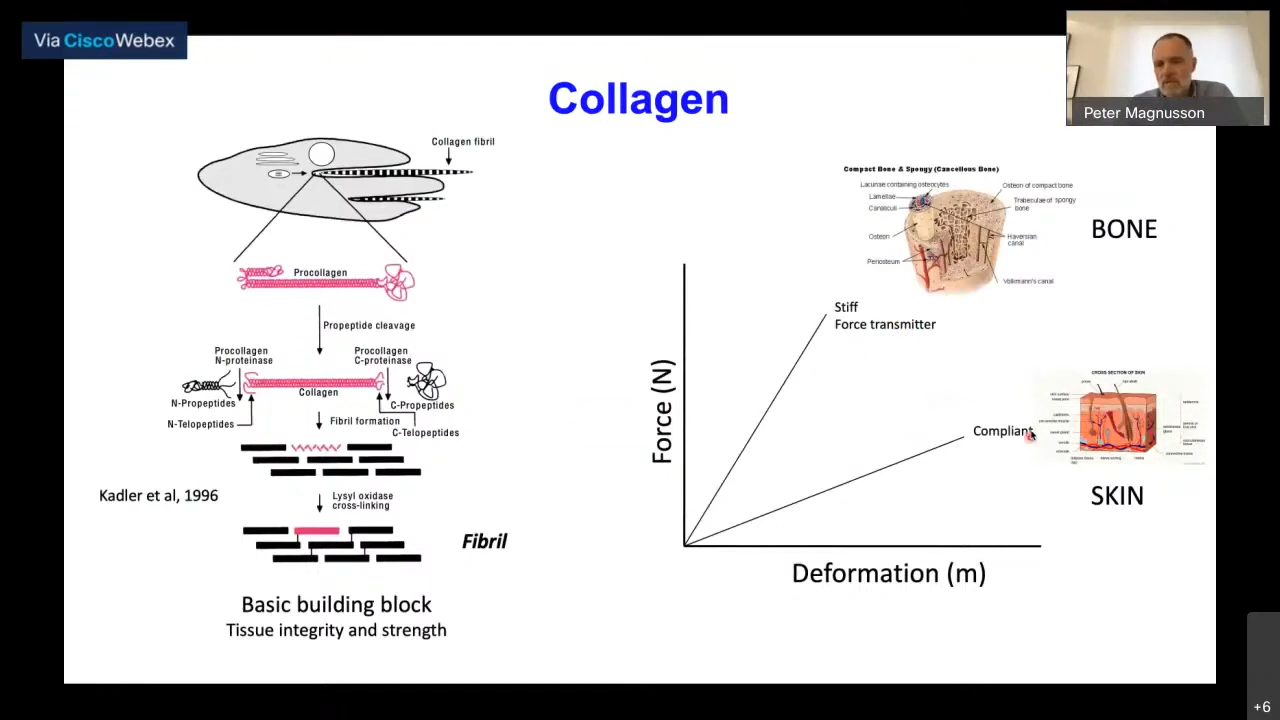 Via Cisco Webex
Peter Magnusson
Collagen
Collagen fibril
Procollagen
Propeptide cleavage
Procollagen
N-proteinase
Procollagen
C-proteinase
Collagen
N-Propeptides
C-Propeptides
N-Telopeptides
Fibril formation
C-Telopeptides
Kadler et al, 1996
Lysyl oxidase
cross-linking
Fibril
Basic building block
Tissue integrity and strength
Compact Bone & Spongy (Cancellous Bone)
Lacunae containing osteocytes
Lamellae
Canaliculi
Osteon
Periosteum
Osteon of compact bone
Trabeculae of spongy
bone
Haversian
canal
Volkmann's canal
BONE
Stiff
Force transmitter
Force (N)
Compliant
CROSS SECTION OF SKIN
SKIN
Deformation (m)
+6